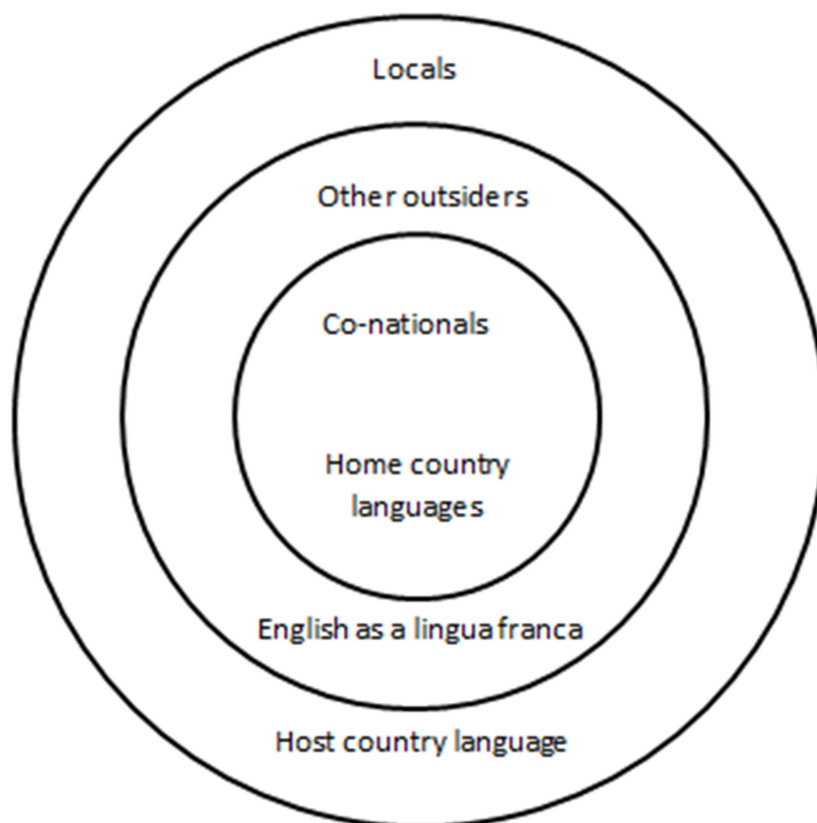 Locals
Other outsiders
Co-nationals
Home country
languages
English as a lingua franca
Host country language